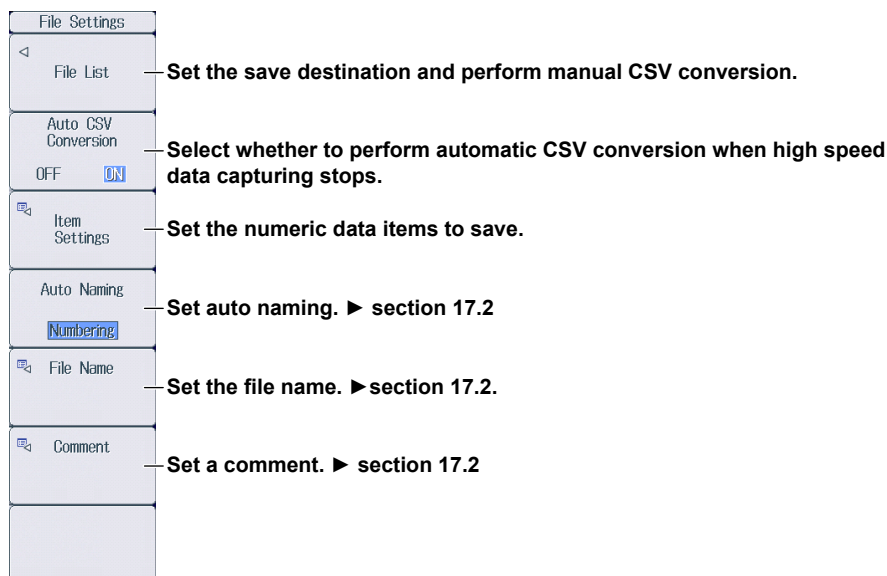 File Settings
File List
Set the save destination and perform manual CSV conversion.
Auto CSV
Conversion
OFF ON
Select whether to perform automatic CSV conversion when high speed
data capturing stops.
Item
Settings
Set the numeric data items to save.
Auto Naming
Numbering
Set auto naming. ► section 17.2
File Name
Set the file name. ►section 17.2.
Comment
Set a comment. ► section 17.2